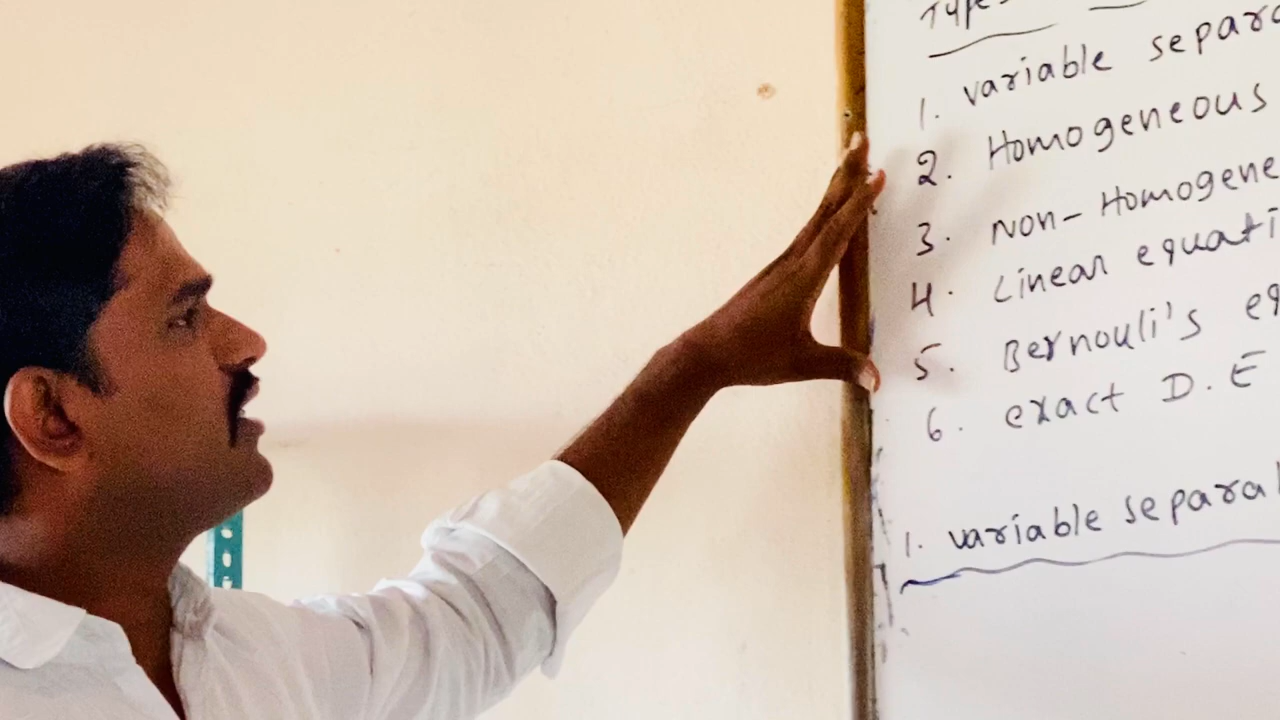 Types
1. variable separa
2. Homogeneous
3. Non-Homogene
4. Linear equati
5. Bernouli's eq
6. exact D.E
1. variable separal